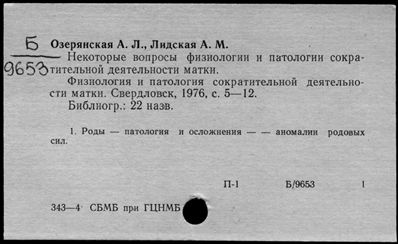 Б
9653
Озерянская А. Л., Лидская А. М.
Некоторые вопросы физиологии и патологии сокра-
тительной деятельности матки.
Физиология и патология сократительной деятельно-
сти матки. Свердловск, 1976, с. 5—12.
Библиогр.: 22 назв.
1. Роды — патология и осложнения — — аномалии родовых
сил.
П-1 Б/9653 1
343—4 СБМБ при ГЦНМБ